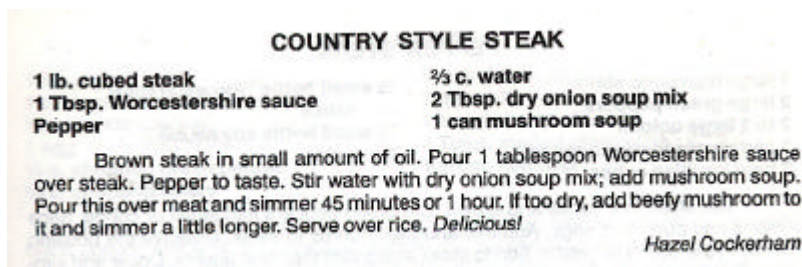 COUNTRY STYLE STEAK
1 lb. cubed steak
1 Tbsp. Worcestershire sauce
Pepper
⅔ c. water
2 Tbsp. dry onion soup mix
1 can mushroom soup
Brown steak in small amount of oil. Pour 1 tablespoon Worcestershire sauce
over steak. Pepper to taste. Stir water with dry onion soup mix; add mushroom soup.
Pour this over meat and simmer 45 minutes or 1 hour. If too dry, add beefy mushroom to
it and simmer a little longer. Serve over rice. Delicious!
Hazel Cockerham